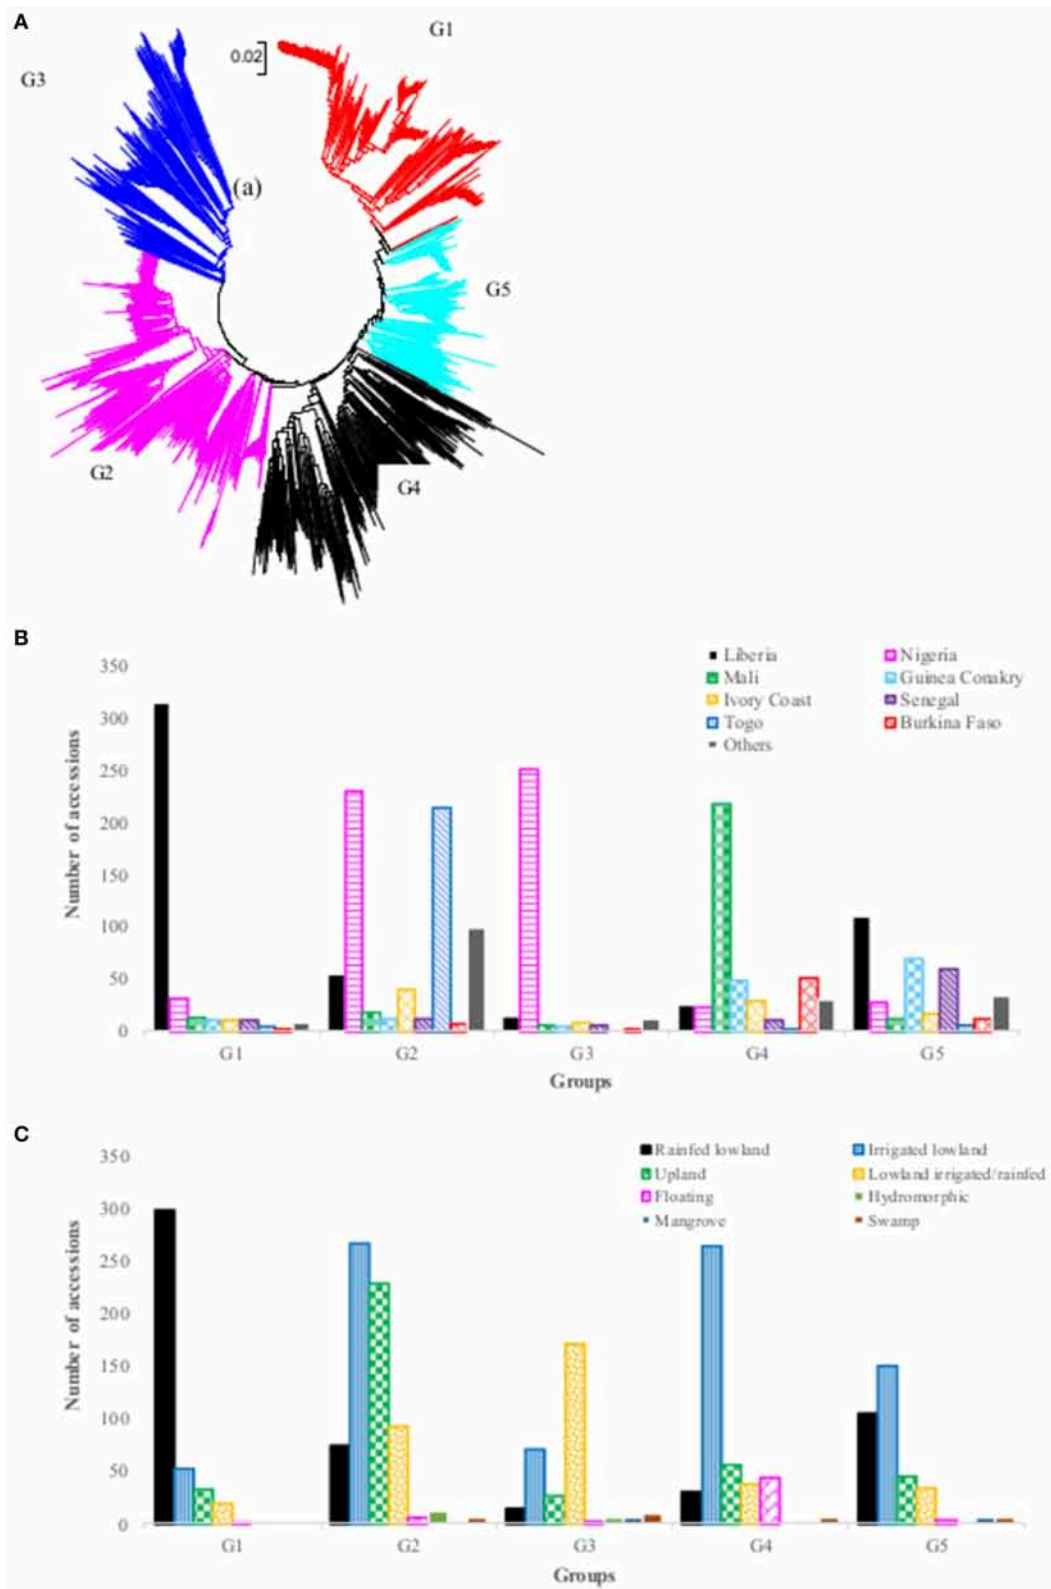 A
G1
G3
0.02
(a)
G5
G2
G4
B
Liberia Nigeria
Mali Guinea Conakry
Ivory Coast Senegal
Togo Burkina Faso
Others
350
300
250
200
150
100
50
0
Number of accessions
G1 G2 G3 G4 G5
Groups
C
Rainfed lowland Irrigated lowland
Upland Lowland irrigated/rainfed
Floating Hydromorphic
Mangrove Swamp
350
300
250
200
150
100
50
0
Number of accessions
G1 G2 G3 G4 G5
Groups